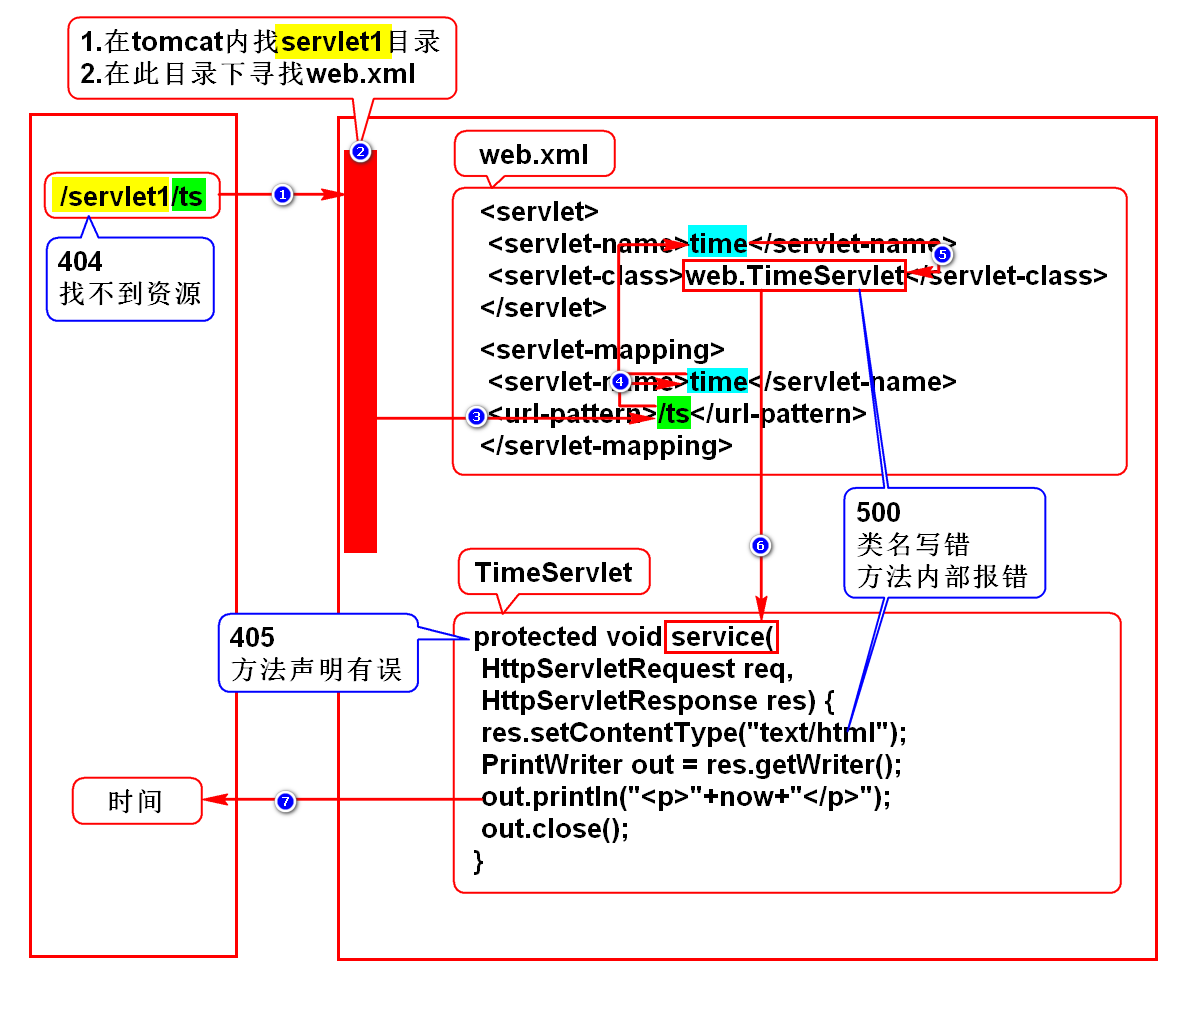 1.在tomcat内找servlet1目录
2.在此目录下寻找web.xml
2
web.xml
/servlet1/ts
1
404
找不到资源
<servlet>
<servlet-name>time</servlet-name>
5
<servlet-class>web.TimeServlet</servlet-class>
</servlet>
<servlet-mapping>
<servlet-name>time</servlet-name>
4
3
<url-pattern>/ts</url-pattern>
</servlet-mapping>
500
类名写错
方法内部报错
6
TimeServlet
405
方法声明有误
protected void service(
HttpServletRequest req,
HttpServletResponse res) {
res.setContentType("text/html");
PrintWriter out = res.getWriter();
out.println("<p>"+now+"</p>");
out.close();
}
7
时间